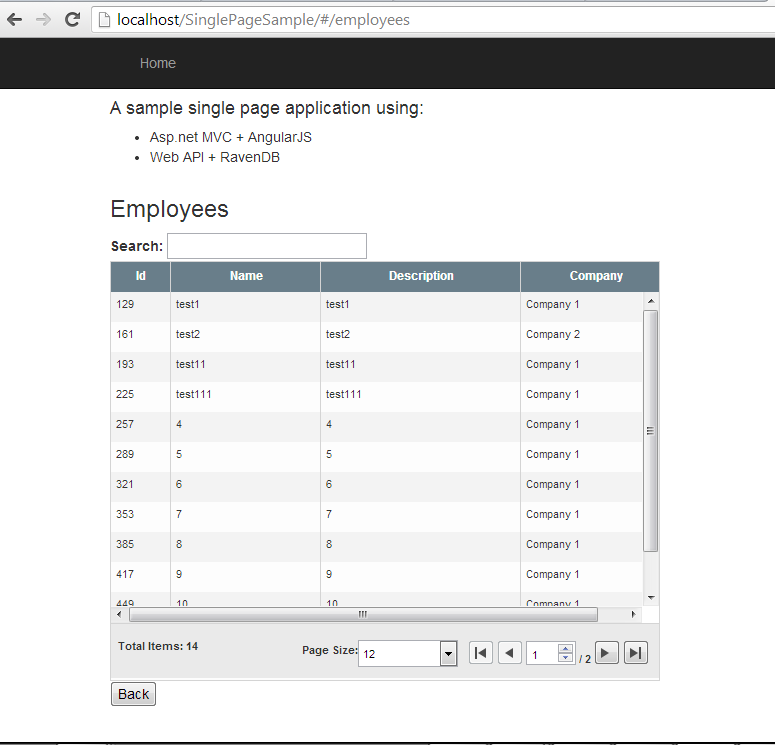 localhost/SinglePageSample/#/employees
Home
A sample single page application using:
• Asp.net MVC + AngularJS
• Web API + RavenDB
Employees
Search:
Id Name Description Company
129 test1 test1 Company 1
161 test2 test2 Company 2
193 test11 test11 Company 1
225 test111 test111 Company 1
257 4 4 Company 1
289 5 5 Company 1
321 6 6 Company 1
353 7 7 Company 1
385 8 8 Company 1
417 9 9 Company 1
449 10 10 Company 1
Total Items: 14 Page Size: 12 1 / 2
Back